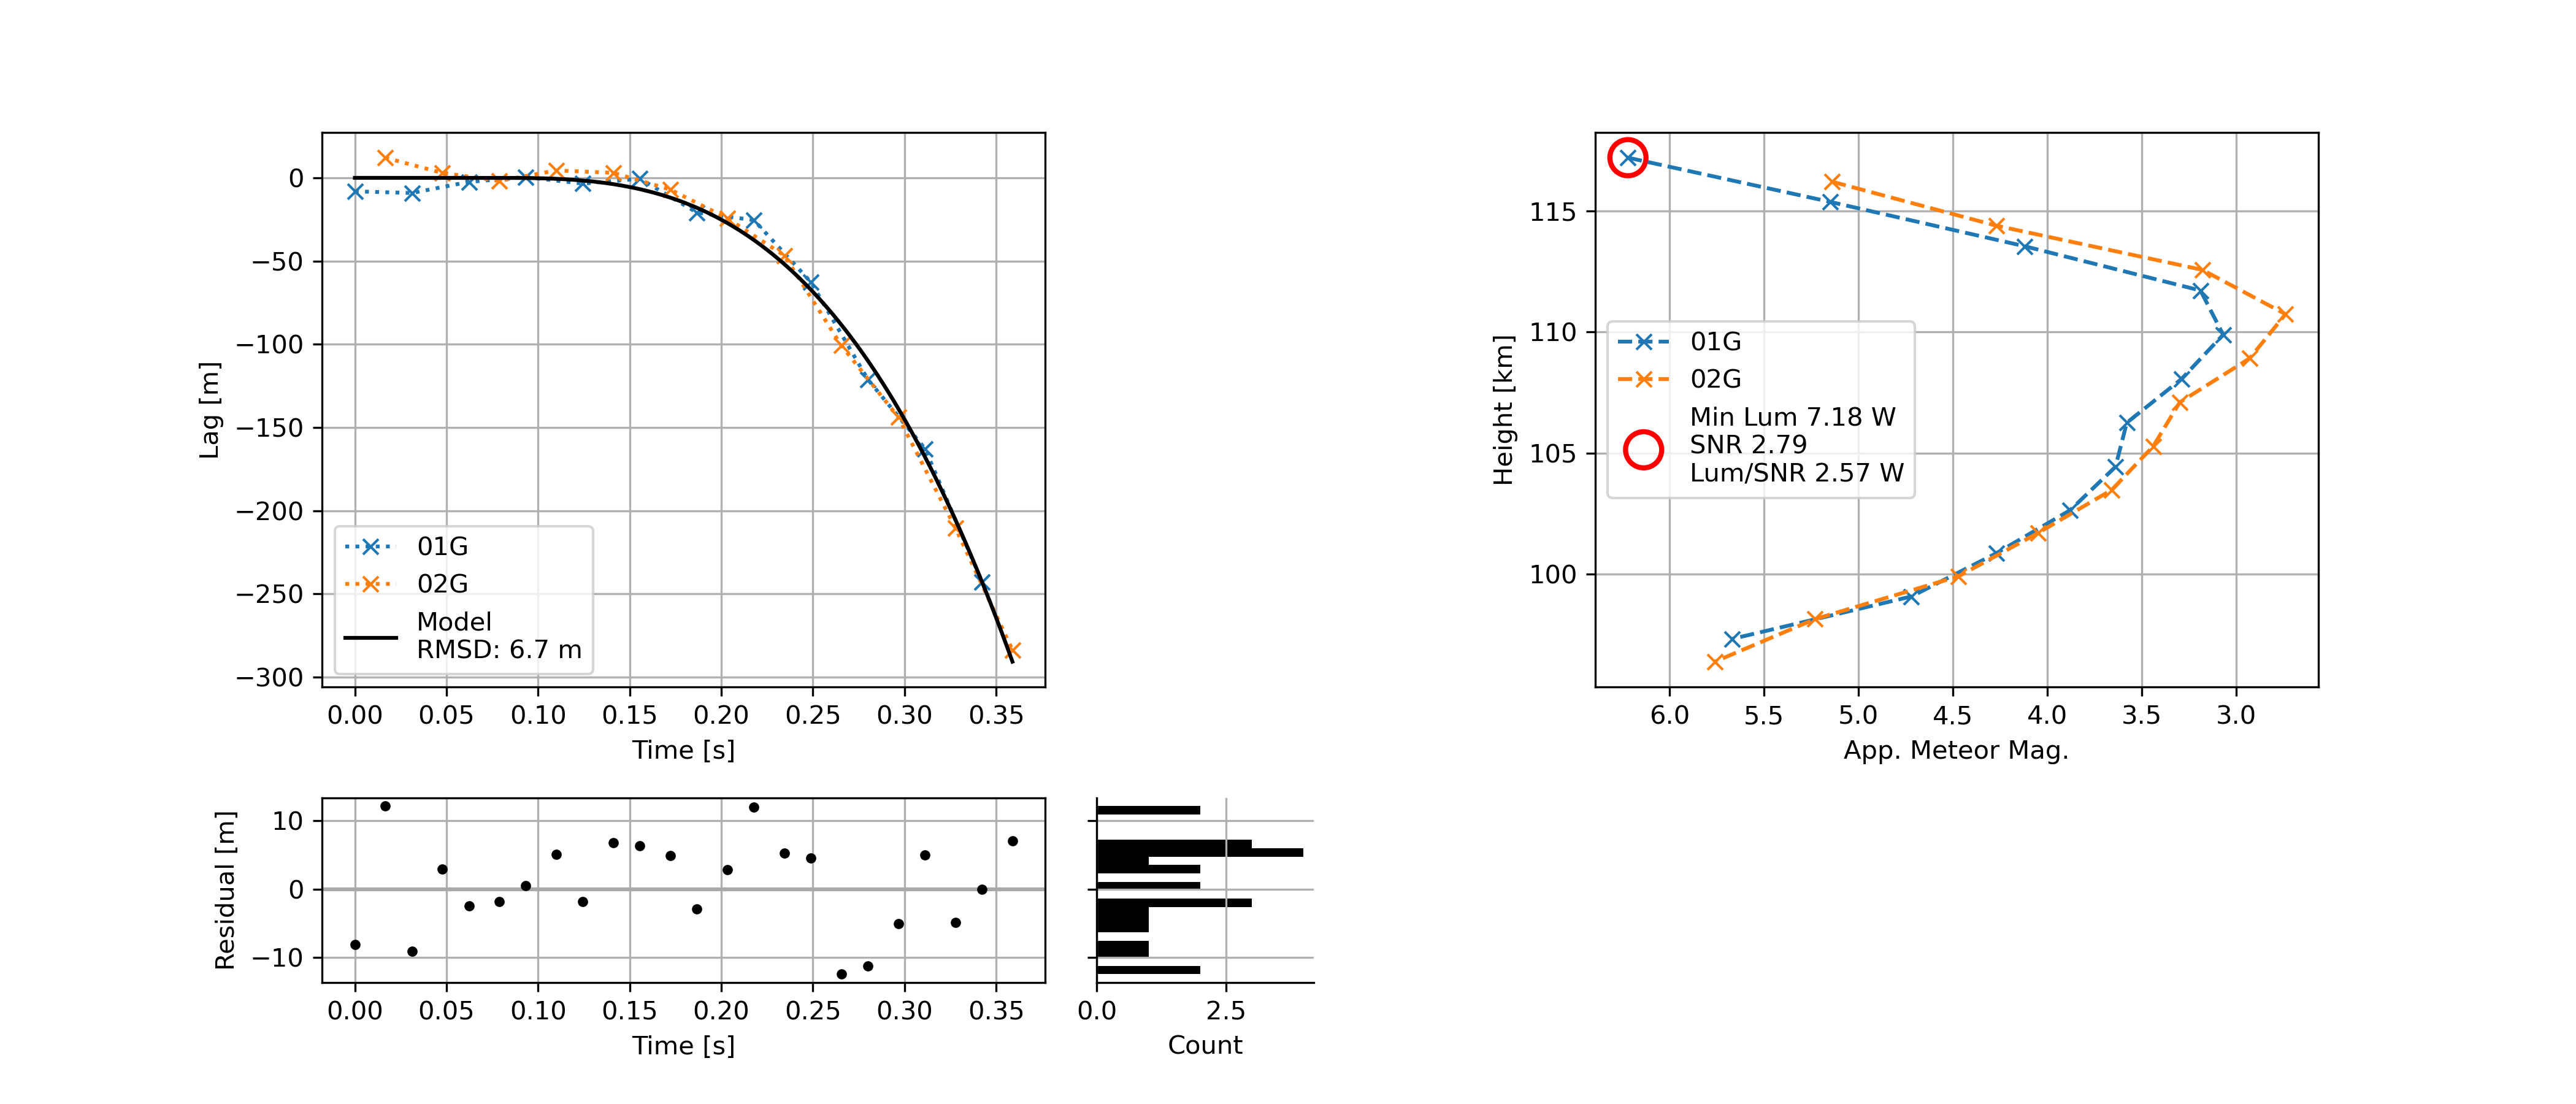 0
−50
−100
−150
−200
−250
−300
Lag [m]
01G
02G
Model
RMSD: 6.7 m
0.00 0.05 0.10 0.15 0.20 0.25 0.30 0.35
Time [s]
115
110
105
100
Height [km]
01G
02G
Min Lum 7.18 W
SNR 2.79
Lum/SNR 2.57 W
6.0 5.5 5.0 4.5 4.0 3.5 3.0
App. Meteor Mag.
10
0
−10
Residual [m]
0.00 0.05 0.10 0.15 0.20 0.25 0.30 0.35
Time [s]
0.0 2.5
Count